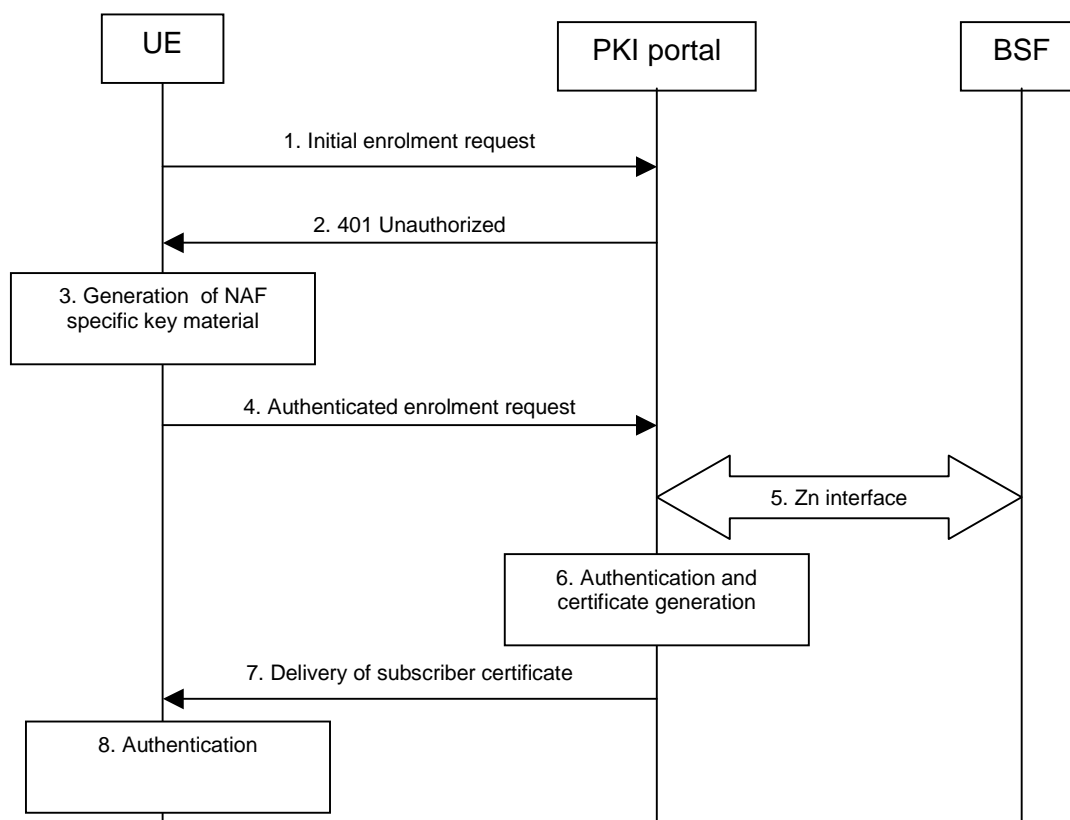 UE
PKI portal
BSF
1. Initial enrolment request
2. 401 Unauthorized
3. Generation of NAF
specific key material
4. Authenticated enrolment request
5. Zn interface
6. Authentication and
certificate generation
7. Delivery of subscriber certificate
8. Authentication